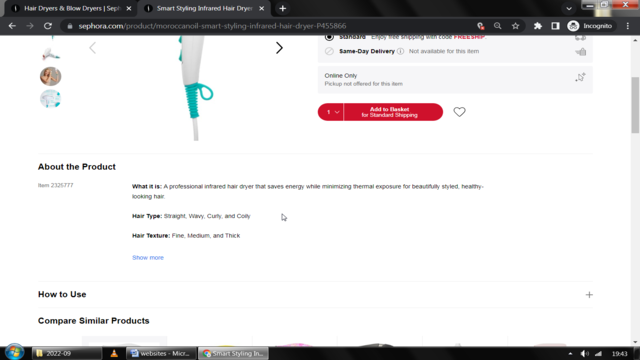 Hair Dryers & Blow Dryers | Sep
Smart Styling Infrared Hair Dryer
sephora.com/product/moroccanoil-smart-styling-infrared-hair-dryer-P455866
Incognito
Standard Enjoy free shipping with code FREESHIP.
Same-Day Delivery Not available for this item
Online Only
Pickup not offered for this item
1
Add to Basket
for Standard Shipping
About the Product
Item 2325777
What it is: A professional infrared hair dryer that saves energy while minimizing thermal exposure for beautifully styled, healthy-
looking hair.
Hair Type: Straight, Wavy, Curly, and Coily
Hair Texture: Fine, Medium, and Thick
Show more
How to Use
Compare Similar Products
2022-09
websites - Micr...
Smart Styling In...
19:43